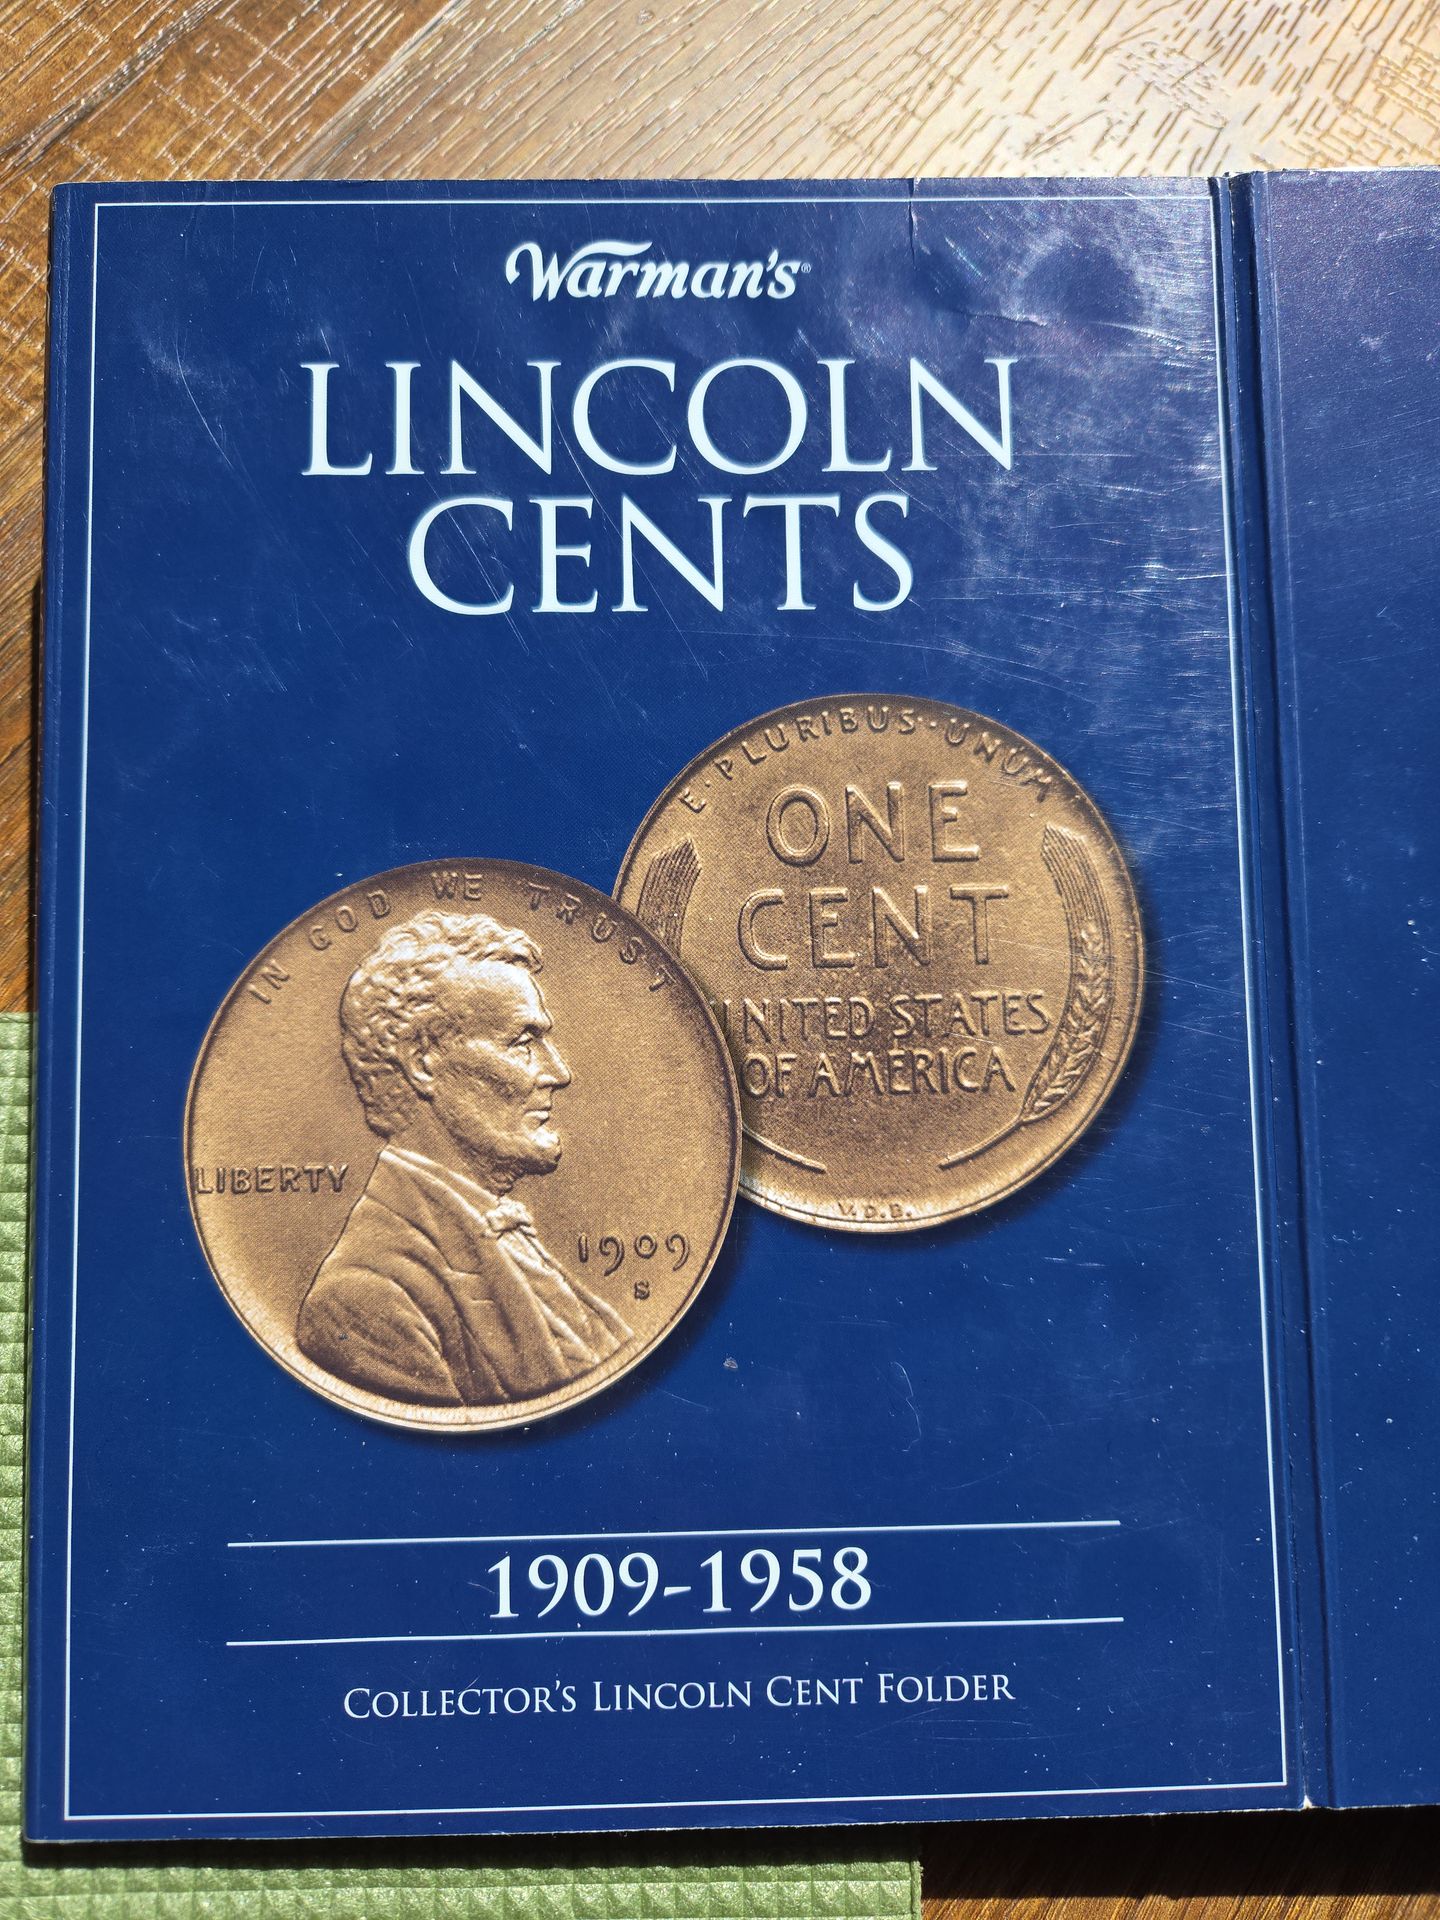 Warman's®
LINCOLN
CENTS
E·PLURIBUS·UNUM
ONE
CENT
UNITED STATES
OF AMERICA
V.D.B.
IN GOD WE TRUST
LIBERTY
1909
S
1909-1958
COLLECTOR'S LINCOLN CENT FOLDER